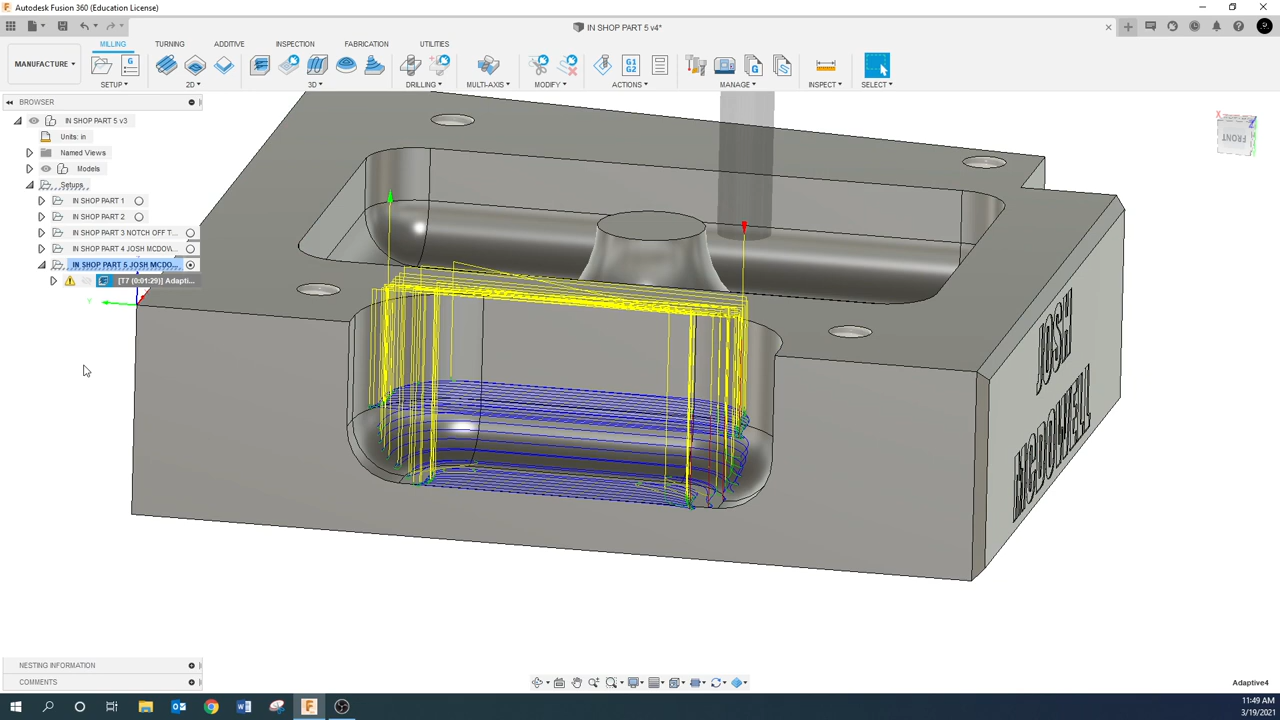 Autodesk Fusion 360 (Education License)
IN SHOP PART 5 v4*
MANUFACTURE
MILLING TURNING ADDITIVE INSPECTION FABRICATION UTILITIES
SETUP 2D 3D DRILLING MULTI-AXIS MODIFY ACTIONS MANAGE INSPECT SELECT
G
G1
G2
G
BROWSER
IN SHOP PART 5 v3
Units: in
Named Views
Models
Setups
IN SHOP PART 1
IN SHOP PART 2
IN SHOP PART 3 NOTCH OFF T...
IN SHOP PART 4 JOSH MCDOW...
IN SHOP PART 5 JOSH MCDO...
[T7 (0:01:29)] Adapti...
Y
X
Z
FRONT
JOSH
MCDOWELL
NESTING INFORMATION
COMMENTS
Adaptive4
11:49 AM
3/19/2021